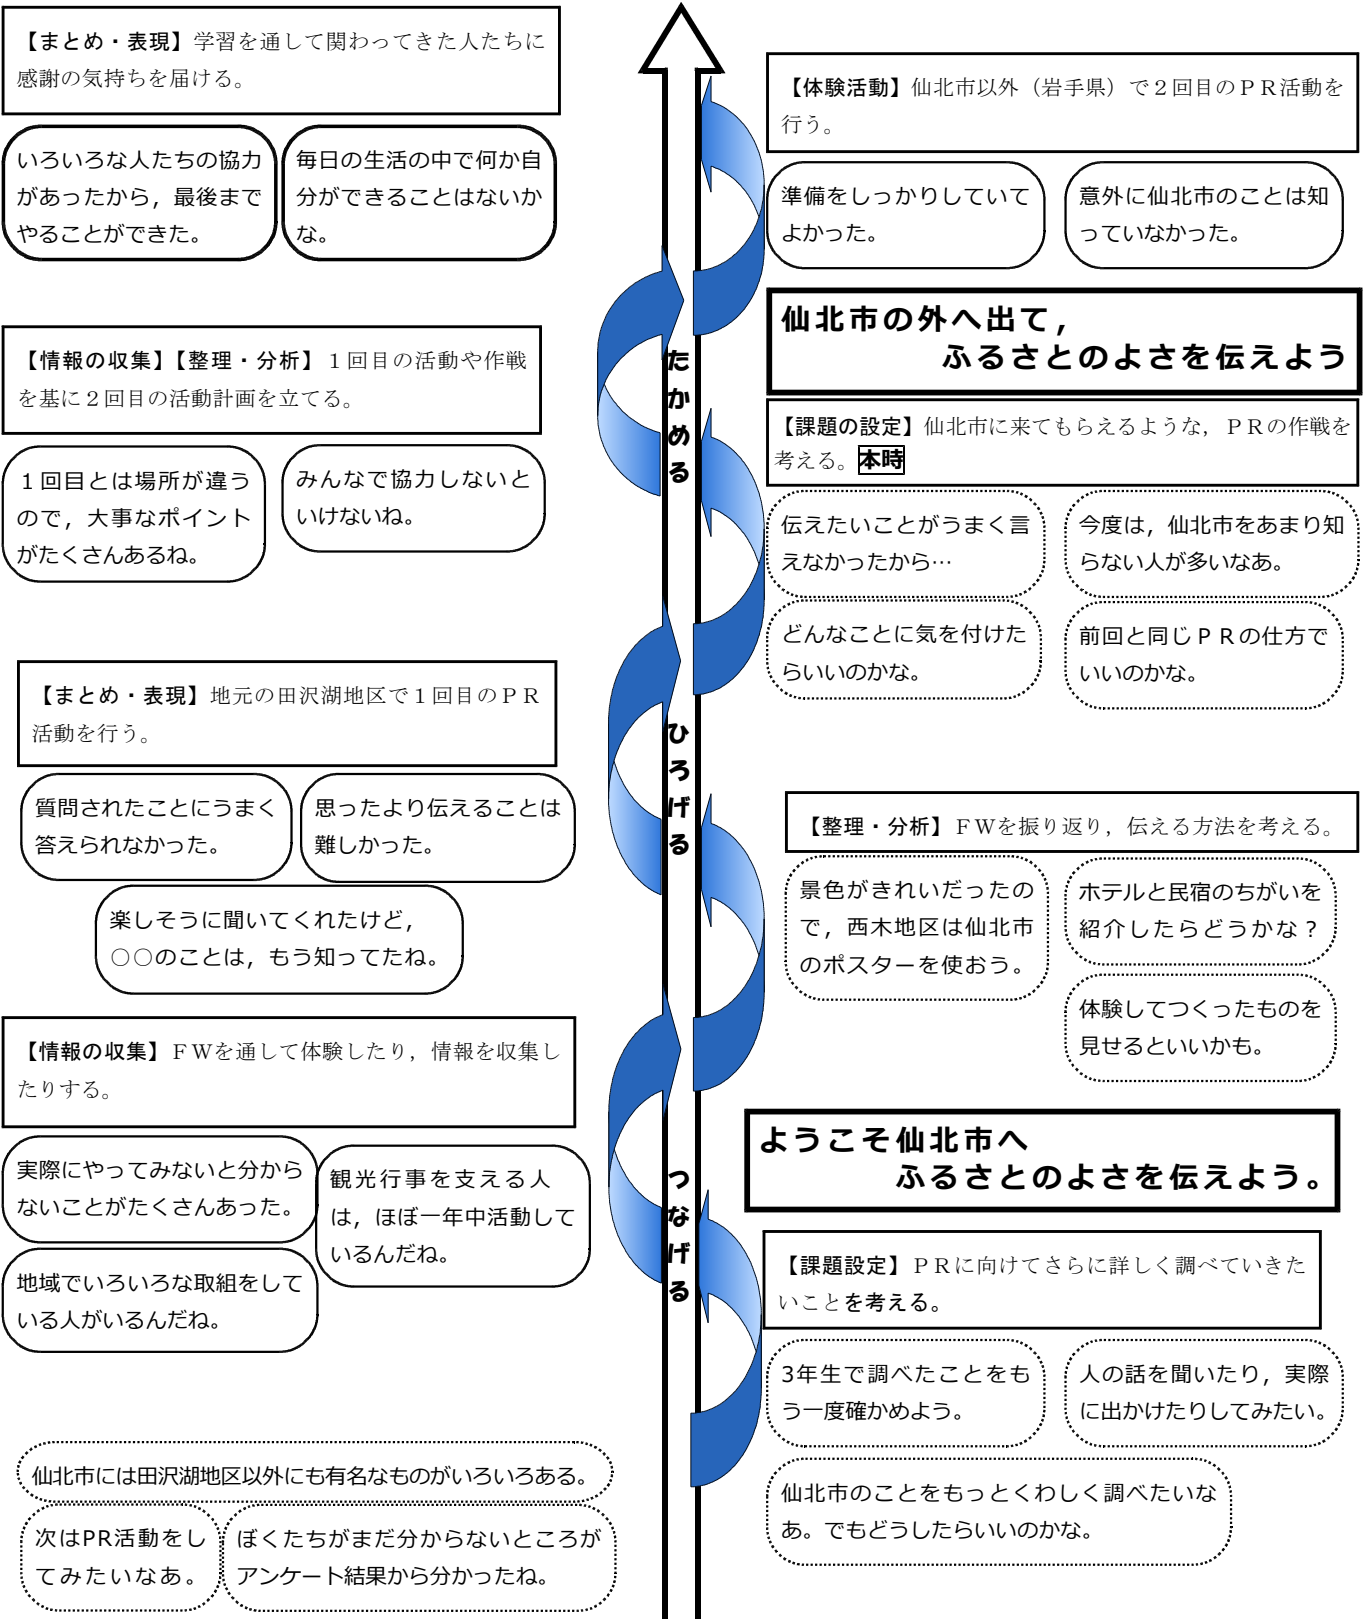 【まとめ・表現】学習を通して関わってきた人たちに
感謝の気持ちを届ける。
いろいろな人たちの協力
があったから，最後まで
やることができた。
毎日の生活の中で何か自
分ができることはないか
な。
【体験活動】仙北市以外（岩手県）で２回目のＰＲ活動を
行う。
準備をしっかりしていて
よかった。
意外に仙北市のことは知
っていなかった。
仙北市の外へ出て，
ふるさとのよさを伝えよう
【情報の収集】【整理・分析】１回目の活動や作戦
を基に２回目の活動計画を立てる。
１回目とは場所が違う
ので，大事なポイント
がたくさんあるね。
みんなで協力しないと
いけないね。
たかめる
【課題の設定】仙北市に来てもらえるような，ＰＲの作戦を
考える。本時
伝えたいことがうまく言
えなかったから…
今度は，仙北市をあまり知
らない人が多いなあ。
どんなことに気を付けた
らいいのかな。
前回と同じＰＲの仕方で
いいのかな。
【まとめ・表現】地元の田沢湖地区で１回目のＰＲ
活動を行う。
質問されたことにうまく
答えられなかった。
思ったより伝えることは
難しかった。
楽しそうに聞いてくれたけど，
○○のことは，もう知ってたね。
ひろげる
【整理・分析】ＦＷを振り返り，伝える方法を考える。
景色がきれいだったの
で，西木地区は仙北市
のポスターを使おう。
ホテルと民宿のちがいを
紹介したらどうかな？
体験してつくったものを
見せるといいかも。
【情報の収集】ＦＷを通して体験したり，情報を収集し
たりする。
実際にやってみないと分から
ないことがたくさんあった。
観光行事を支える人
は，ほぼ一年中活動して
いるんだね。
地域でいろいろな取組をして
いる人がいるんだね。
つなげる
ようこそ仙北市へ
ふるさとのよさを伝えよう。
【課題設定】ＰＲに向けてさらに詳しく調べていきた
いことを考える。
3年生で調べたことをも
う一度確かめよう。
人の話を聞いたり，実際
に出かけたりしてみたい。
仙北市のことをもっとくわしく調べたいな
あ。でもどうしたらいいのかな。
仙北市には田沢湖地区以外にも有名なものがいろいろある。
次はPR活動をし
てみたいなあ。
ぼくたちがまだ分からないところが
アンケート結果から分かったね。